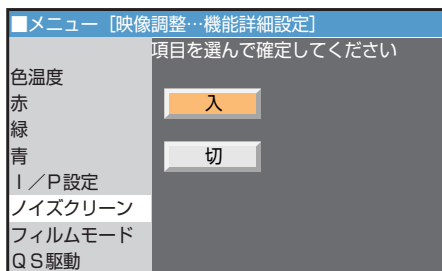 ■メニュー［映像調整…機能詳細設定］
項目を選んで確定してください
色温度
赤
入
緑
青
切
Ｉ／Ｐ設定
ノイズクリーン
フィルムモード
ＱＳ駆動